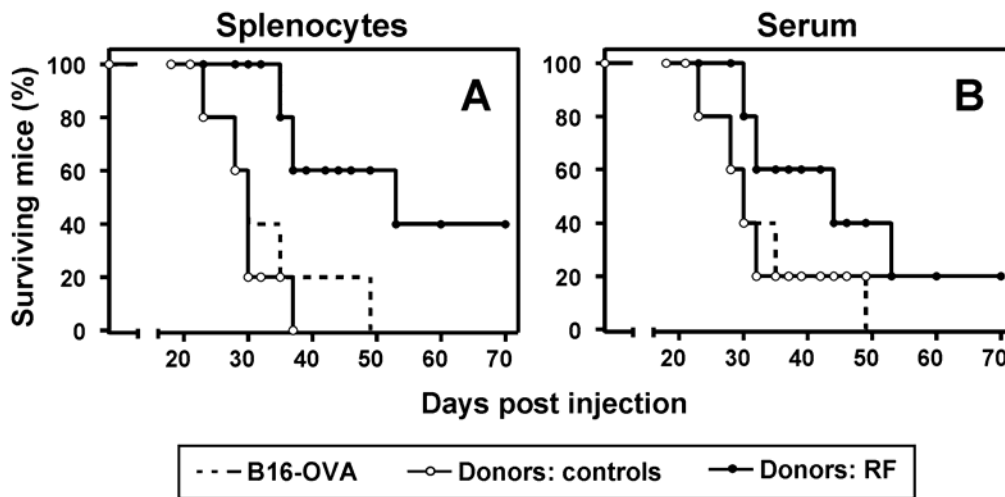 Splenocytes
Serum
Surviving mice (%)
100
80
60
40
20
0
A
20 30 40 50 60 70
100
80
60
40
20
0
B
20 30 40 50 60 70
Days post injection
B16-OVA Donors: controls Donors: RF